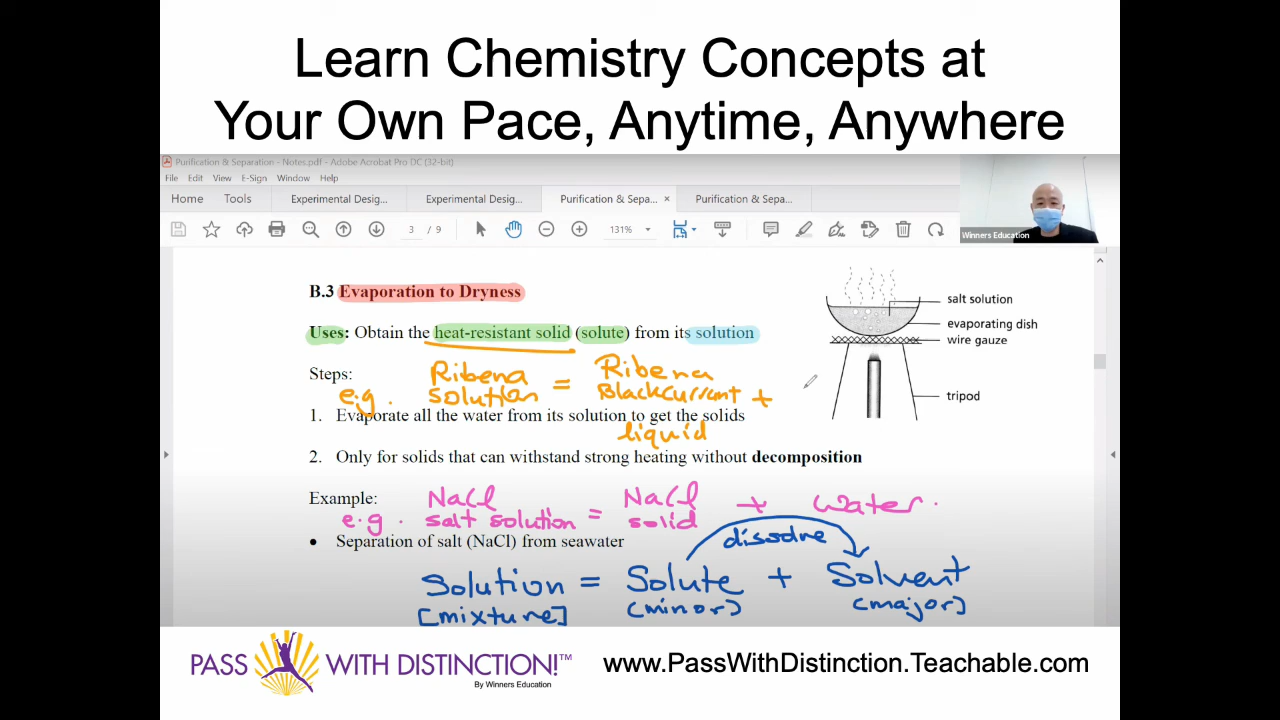 Learn Chemistry Concepts at
Your Own Pace, Anytime, Anywhere
Purification & Separation - Notes.pdf - Adobe Acrobat Pro DC (32-bit)
File Edit View E-Sign Window Help
Home Tools Experimental Desig... Experimental Desig... Purification & Sepa... × Purification & Sepa...
3 / 9 131%
Winners Education
B.3 Evaporation to Dryness
Uses: Obtain the heat-resistant solid (solute) from its solution
salt solution
evaporating dish
wire gauze
tripod
Steps:
e.g. Ribena solution = Ribena Blackcurrant + liquid
1. Evaporate all the water from its solution to get the solids
2. Only for solids that can withstand strong heating without decomposition
Example:
e.g. NaCl salt solution = NaCl solid + water.
• Separation of salt (NaCl) from seawater
dissolve
Solution = Solute + Solvent
[mixture] (minor) (major)
PASS WITH DISTINCTION!™
By Winners Education
www.PassWithDistinction.Teachable.com